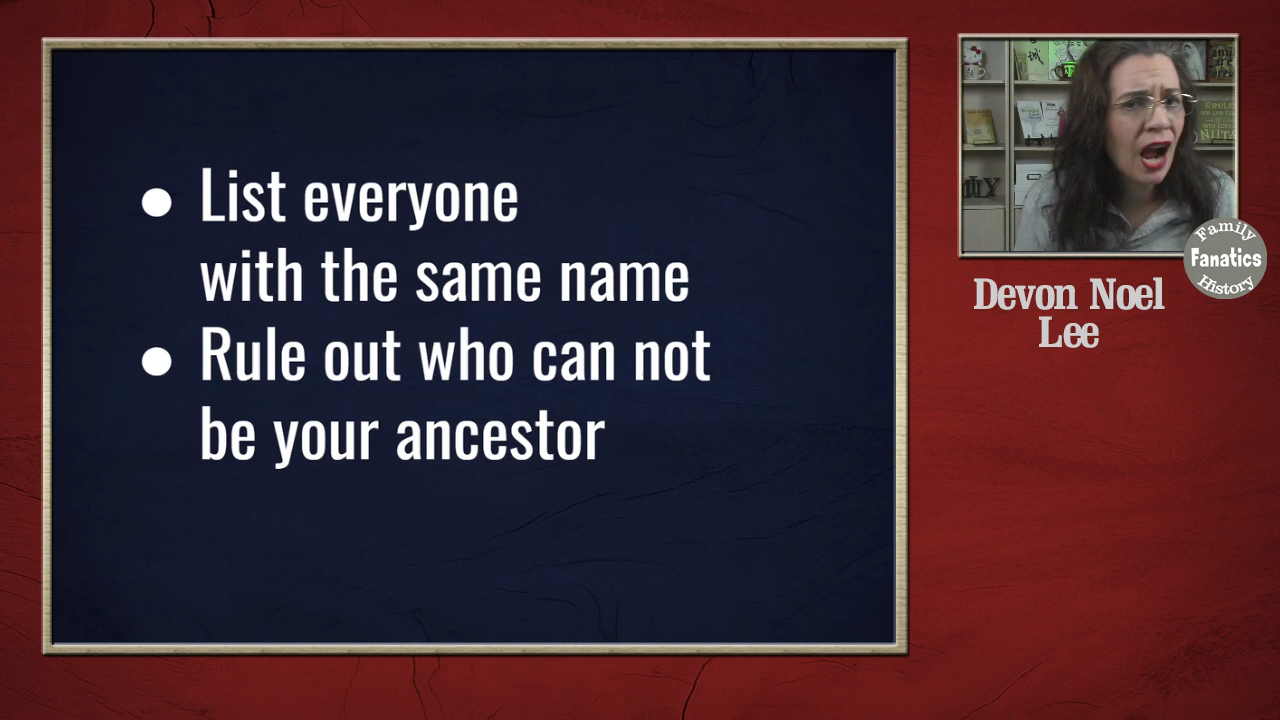 ● List everyone
with the same name
● Rule out who can not
be your ancestor
Devon Noel
Lee
Family
Fanatics
History